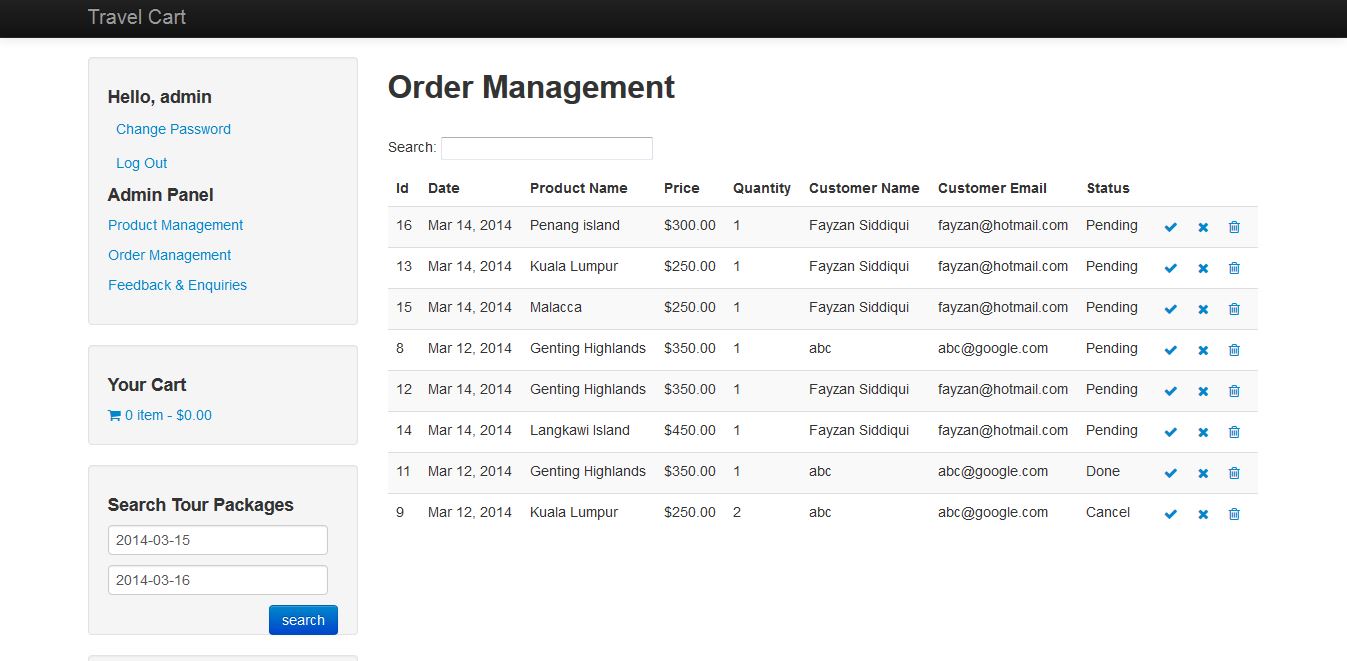 Travel Cart
Hello, admin
Change Password
Log Out
Admin Panel
Product Management
Order Management
Feedback & Enquiries
Your Cart
0 item - $0.00
Search Tour Packages
2014-03-15
2014-03-16
search
Order Management
Search:
Id Date Product Name Price Quantity Customer Name Customer Email Status
16 Mar 14, 2014 Penang island $300.00 1 Fayzan Siddiqui fayzan@hotmail.com Pending
13 Mar 14, 2014 Kuala Lumpur $250.00 1 Fayzan Siddiqui fayzan@hotmail.com Pending
15 Mar 14, 2014 Malacca $250.00 1 Fayzan Siddiqui fayzan@hotmail.com Pending
8 Mar 12, 2014 Genting Highlands $350.00 1 abc abc@google.com Pending
12 Mar 14, 2014 Genting Highlands $350.00 1 Fayzan Siddiqui fayzan@hotmail.com Pending
14 Mar 14, 2014 Langkawi Island $450.00 1 Fayzan Siddiqui fayzan@hotmail.com Pending
11 Mar 12, 2014 Genting Highlands $350.00 1 abc abc@google.com Done
9 Mar 12, 2014 Kuala Lumpur $250.00 2 abc abc@google.com Cancel